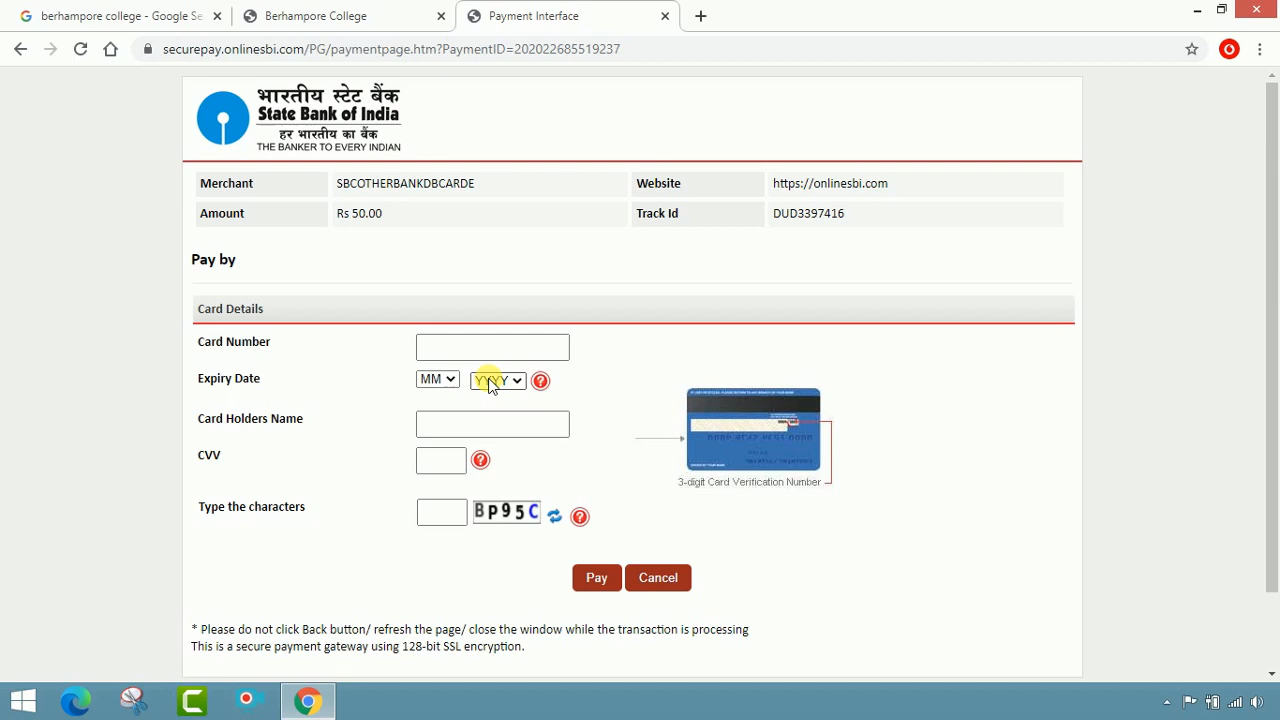 berhampore college - Google Se
Berhampore College
Payment Interface
securepay.onlinesbi.com/PG/paymentpage.htm?PaymentID=202022685519237
भारतीय स्टेट बैंक
State Bank of India
हर भारतीय का बैंक
THE BANKER TO EVERY INDIAN
Merchant SBCOTHERBANKDBCARDE Website https://onlinesbi.com
Amount Rs 50.00 Track Id DUD3397416
Pay by
Card Details
Card Number
Expiry Date MM YYYY ?
Card Holders Name
CVV ?
3-digit Card Verification Number
Type the characters BP95C ?
Pay Cancel
* Please do not click Back button/ refresh the page/ close the window while the transaction is processing
This is a secure payment gateway using 128-bit SSL encryption.